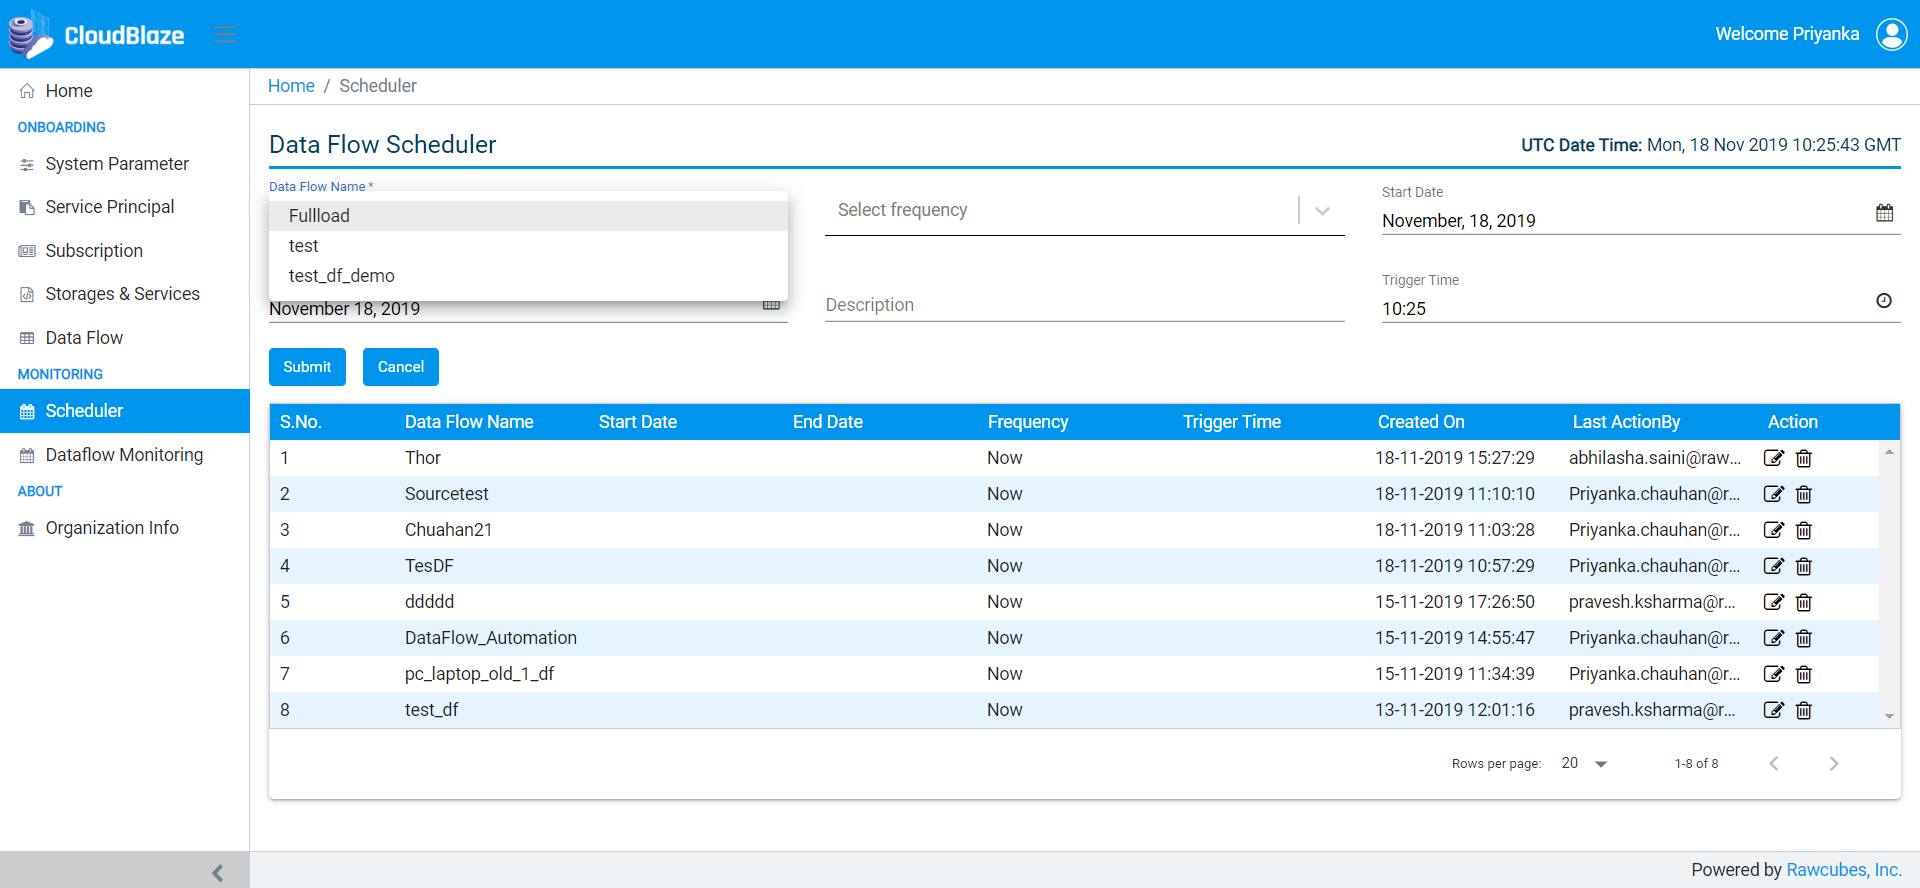 CloudBlaze
Welcome Priyanka
Home
ONBOARDING
System Parameter
Service Principal
Subscription
Storages & Services
Data Flow
MONITORING
Scheduler
Dataflow Monitoring
ABOUT
Organization Info
Home / Scheduler
Data Flow Scheduler
UTC Date Time: Mon, 18 Nov 2019 10:25:43 GMT
Data Flow Name *
Fullload
test
test_df_demo
Select frequency
Start Date
November, 18, 2019
November 18, 2019
Description
Trigger Time
10:25
Submit Cancel
S.No. Data Flow Name Start Date End Date Frequency Trigger Time Created On Last ActionBy Action
1 Thor Now 18-11-2019 15:27:29 abhilasha.saini@raw...
2 Sourcetest Now 18-11-2019 11:10:10 Priyanka.chauhan@r...
3 Chuahan21 Now 18-11-2019 11:03:28 Priyanka.chauhan@r...
4 TesDF Now 18-11-2019 10:57:29 Priyanka.chauhan@r...
5 ddddd Now 15-11-2019 17:26:50 pravesh.ksharma@r...
6 DataFlow_Automation Now 15-11-2019 14:55:47 Priyanka.chauhan@r...
7 pc_laptop_old_1_df Now 15-11-2019 11:34:39 Priyanka.chauhan@r...
8 test_df Now 13-11-2019 12:01:16 pravesh.ksharma@r...
Rows per page: 20 1-8 of 8
Powered by Rawcubes, Inc.